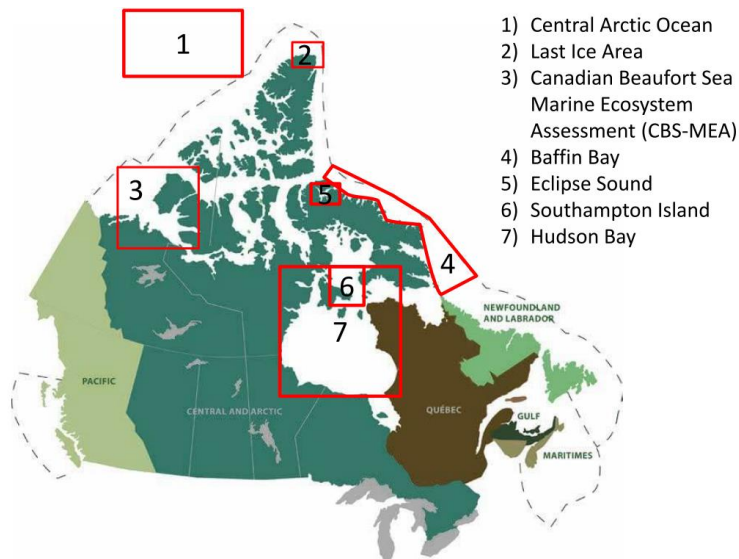 1) Central Arctic Ocean
2) Last Ice Area
3) Canadian Beaufort Sea
Marine Ecosystem
Assessment (CBS-MEA)
4) Baffin Bay
5) Eclipse Sound
6) Southampton Island
7) Hudson Bay
1
2
3
5
4
6
7
NEWFOUNDLAND
AND LABRADOR
PACIFIC
CENTRAL AND ARCTIC
QUÉBEC
GULF
MARITIMES